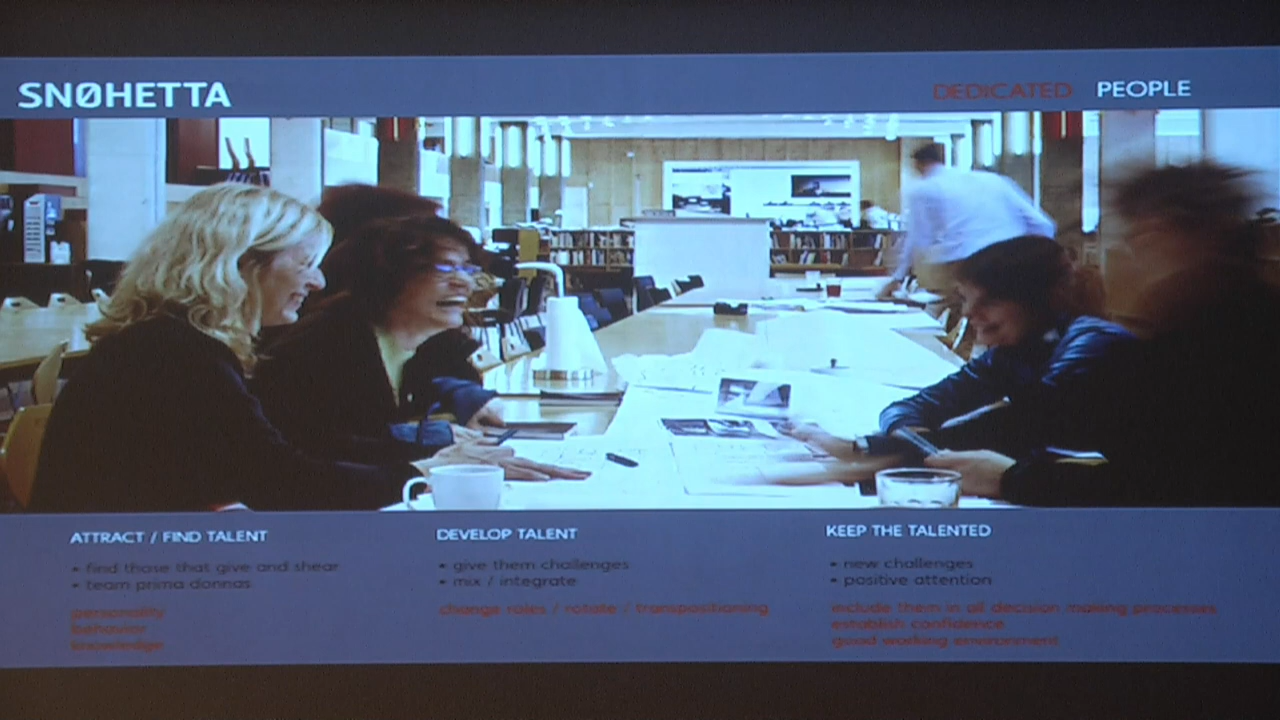 SNØHETTA
DEDICATED PEOPLE
ATTRACT / FIND TALENT
• find those that give and shear
• team prima donnas
personality
behavior
knowledge
DEVELOP TALENT
• give them challenges
• mix / integrate
change roles / rotate / transpositioning
KEEP THE TALENTED
• new challenges
• positive attention
include them in all decision making processes
establish confidence
good working environment